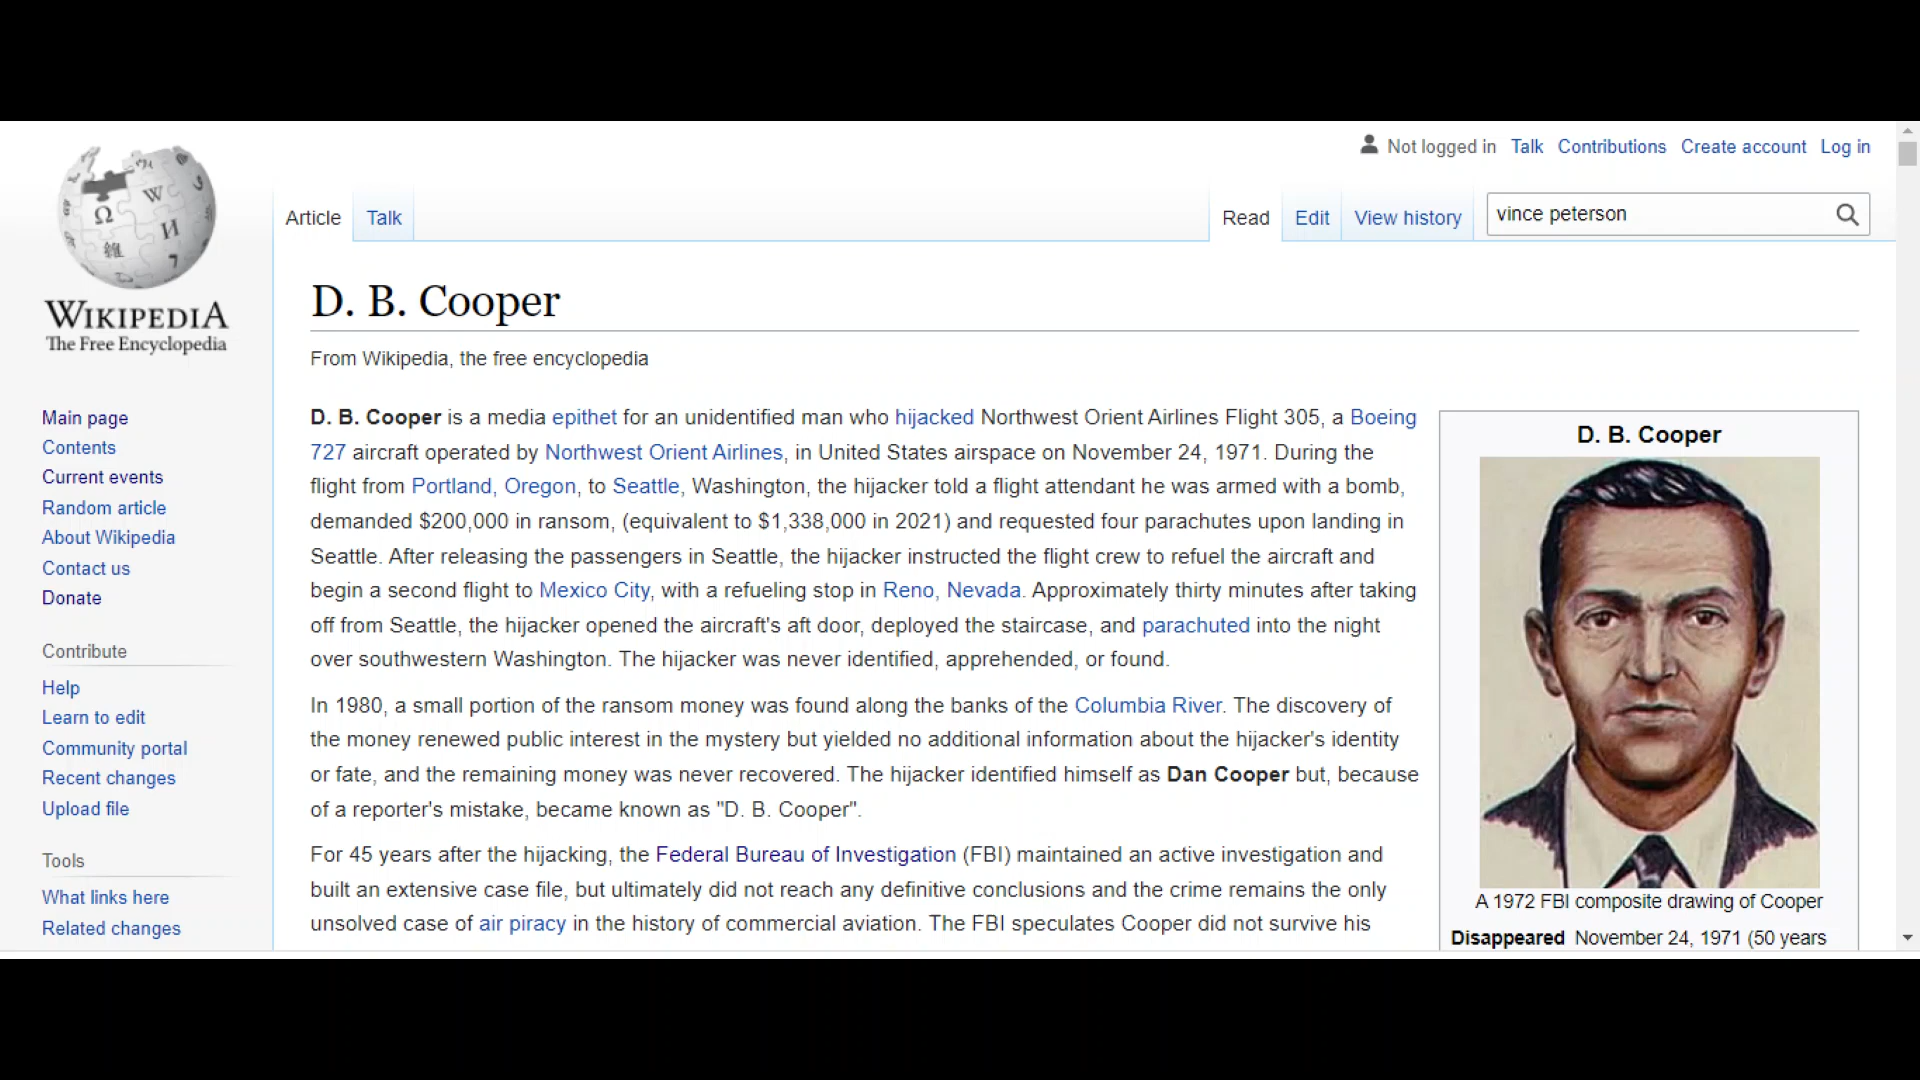 Not logged in Talk Contributions Create account Log in
Article Talk Read Edit View history vince peterson
WIKIPEDIA
The Free Encyclopedia
Main page
Contents
Current events
Random article
About Wikipedia
Contact us
Donate
Contribute
Help
Learn to edit
Community portal
Recent changes
Upload file
Tools
What links here
Related changes
D. B. Cooper
From Wikipedia, the free encyclopedia
D. B. Cooper is a media epithet for an unidentified man who hijacked Northwest Orient Airlines Flight 305, a Boeing
727 aircraft operated by Northwest Orient Airlines, in United States airspace on November 24, 1971. During the
flight from Portland, Oregon, to Seattle, Washington, the hijacker told a flight attendant he was armed with a bomb,
demanded $200,000 in ransom, (equivalent to $1,338,000 in 2021) and requested four parachutes upon landing in
Seattle. After releasing the passengers in Seattle, the hijacker instructed the flight crew to refuel the aircraft and
begin a second flight to Mexico City, with a refueling stop in Reno, Nevada. Approximately thirty minutes after taking
off from Seattle, the hijacker opened the aircraft's aft door, deployed the staircase, and parachuted into the night
over southwestern Washington. The hijacker was never identified, apprehended, or found.
In 1980, a small portion of the ransom money was found along the banks of the Columbia River. The discovery of
the money renewed public interest in the mystery but yielded no additional information about the hijacker's identity
or fate, and the remaining money was never recovered. The hijacker identified himself as Dan Cooper but, because
of a reporter's mistake, became known as "D. B. Cooper".
For 45 years after the hijacking, the Federal Bureau of Investigation (FBI) maintained an active investigation and
built an extensive case file, but ultimately did not reach any definitive conclusions and the crime remains the only
unsolved case of air piracy in the history of commercial aviation. The FBI speculates Cooper did not survive his
D. B. Cooper
A 1972 FBI composite drawing of Cooper
Disappeared November 24, 1971 (50 years